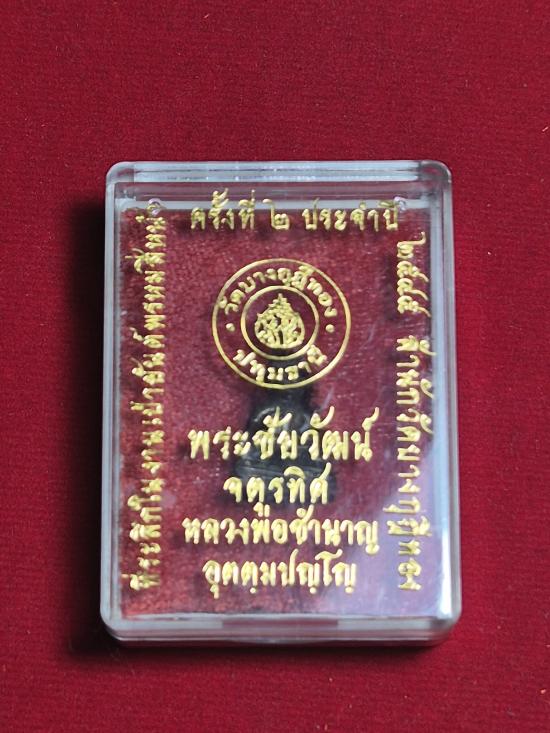 ที่ระลึกในงานเป่ายันต์พรหมสี่หน้า
ครั้งที่ ๒ ประจำปี
๒๕๔๕ สำนักวัดบางกุฎีทอง
วัดบางกุฎีทอง
ปทุมธานี
พระชัยวัฒน์
จตุรทิศ
หลวงพ่อชำนาญ
อุตตฺมปญฺโญ